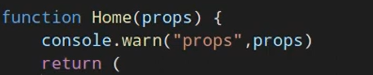 function Home(props) {
    console.warn("props",props)
    return (